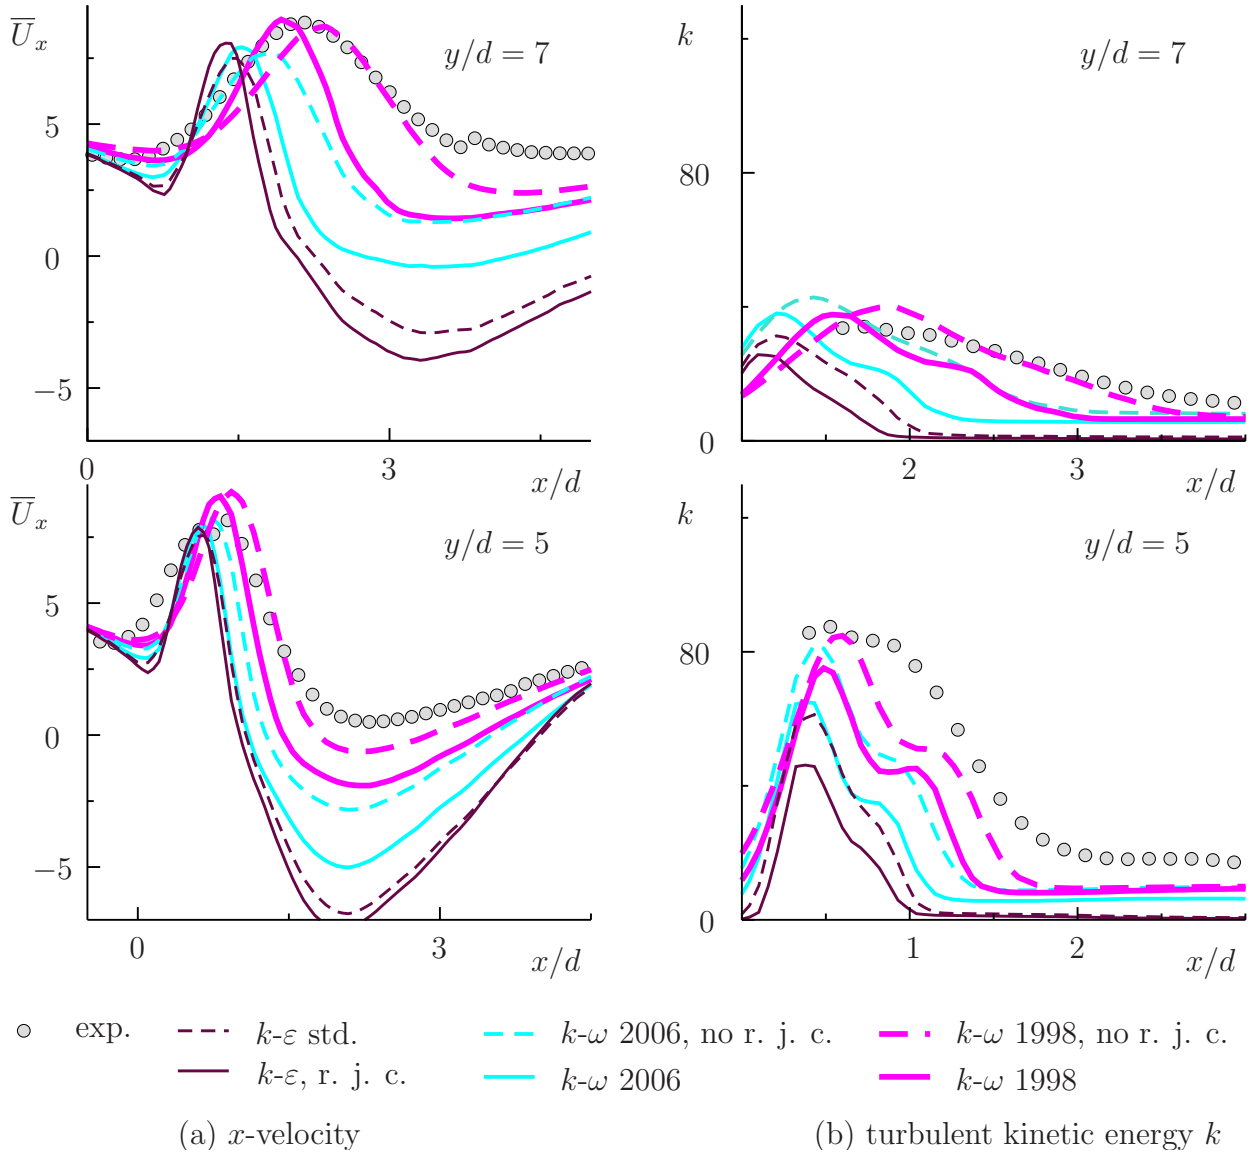 U̅ₓ
y/d = 7
5
0
−5
0
3
x/d
k
y/d = 7
80
0
2
3
x/d
U̅ₓ
y/d = 5
5
0
−5
0
3
x/d
k
y/d = 5
80
0
1
2
x/d
exp.
k-ε std.
k-ω 2006, no r. j. c.
k-ω 1998, no r. j. c.
k-ε, r. j. c.
k-ω 2006
k-ω 1998
(a) x-velocity
(b) turbulent kinetic energy k